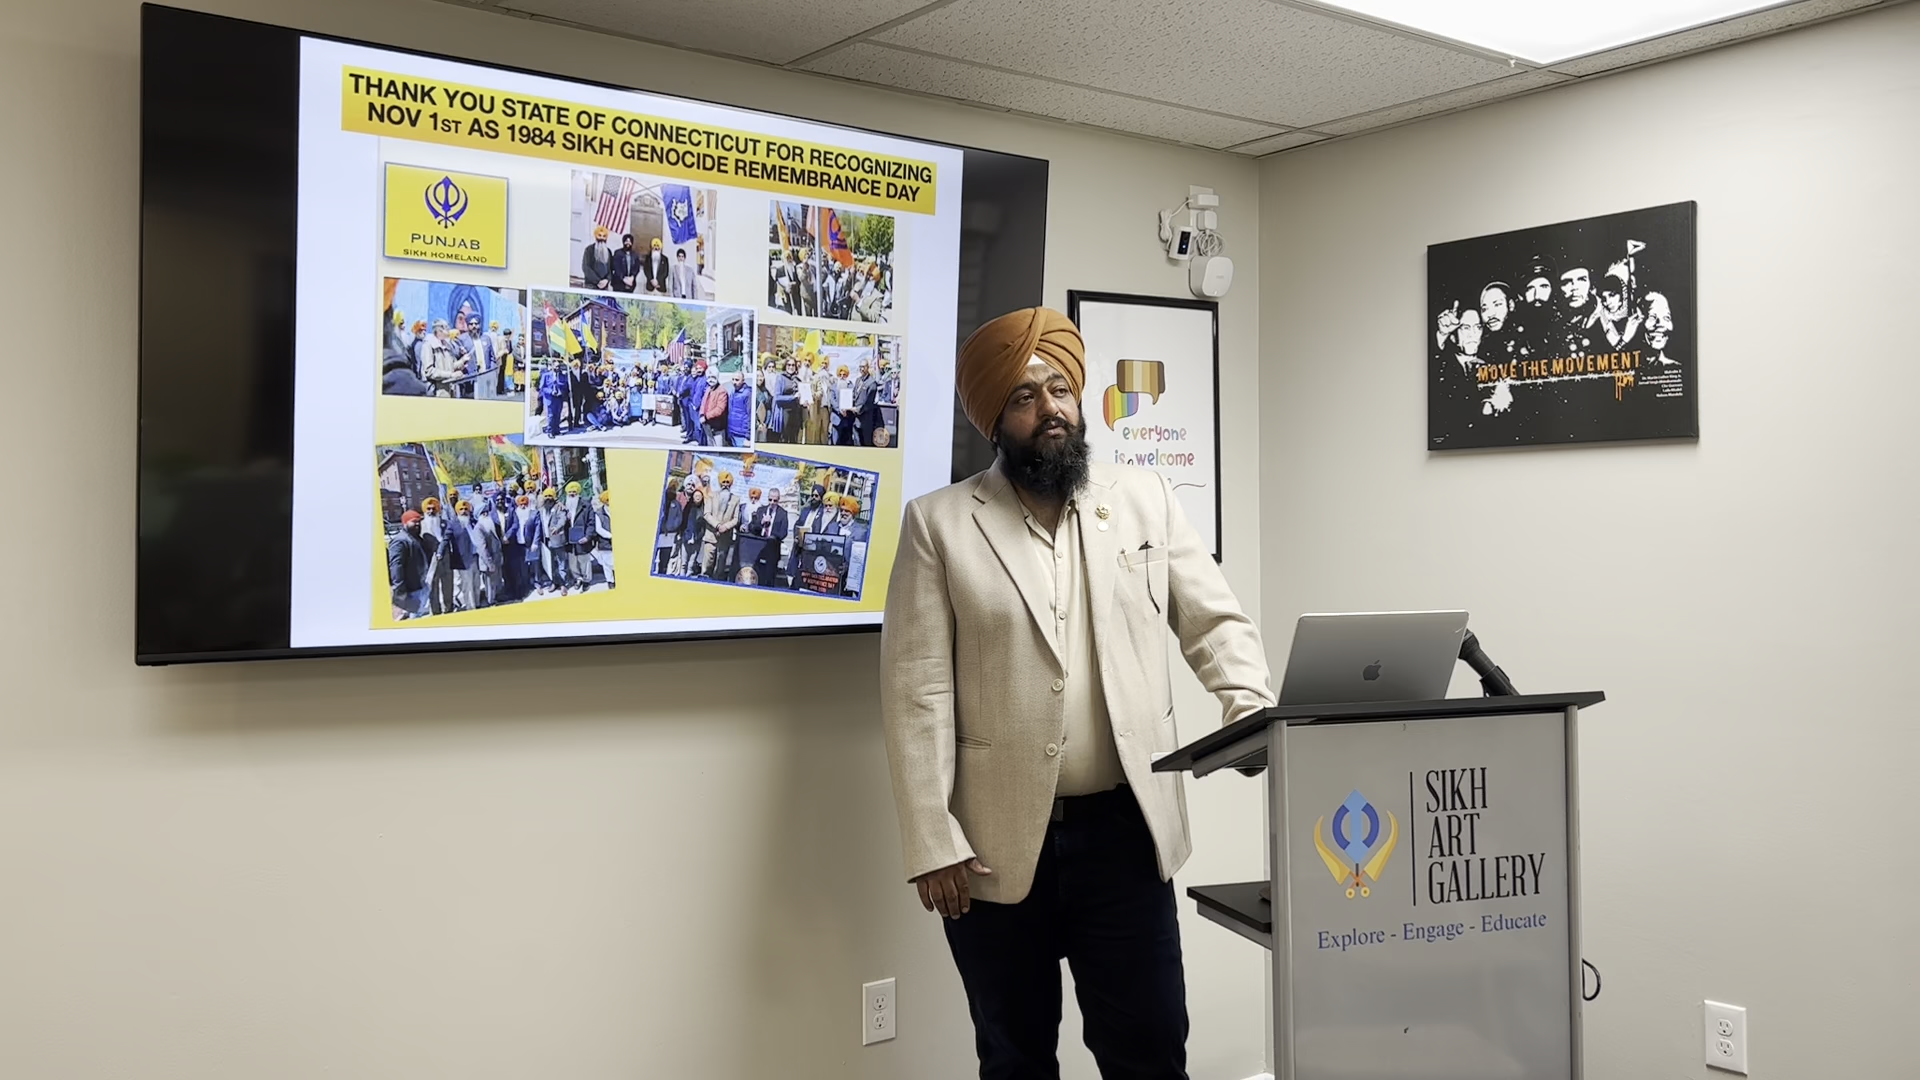 THANK YOU STATE OF CONNECTICUT FOR RECOGNIZING
NOV 1ST AS 1984 SIKH GENOCIDE REMEMBRANCE DAY
PUNJAB
SIKH HOMELAND
everyone
is welcome
MOVE THE MOVEMENT
SIKH
ART
GALLERY
Explore - Engage - Educate